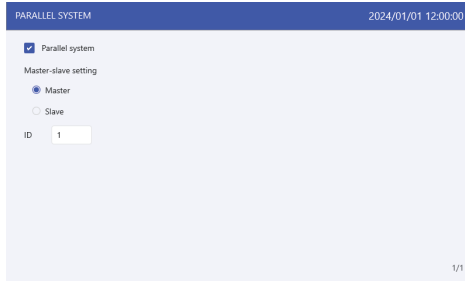 PARALLEL SYSTEM 2024/01/01 12:00:00
Parallel system
Master-slave setting
Master
Slave
ID 1
1/1